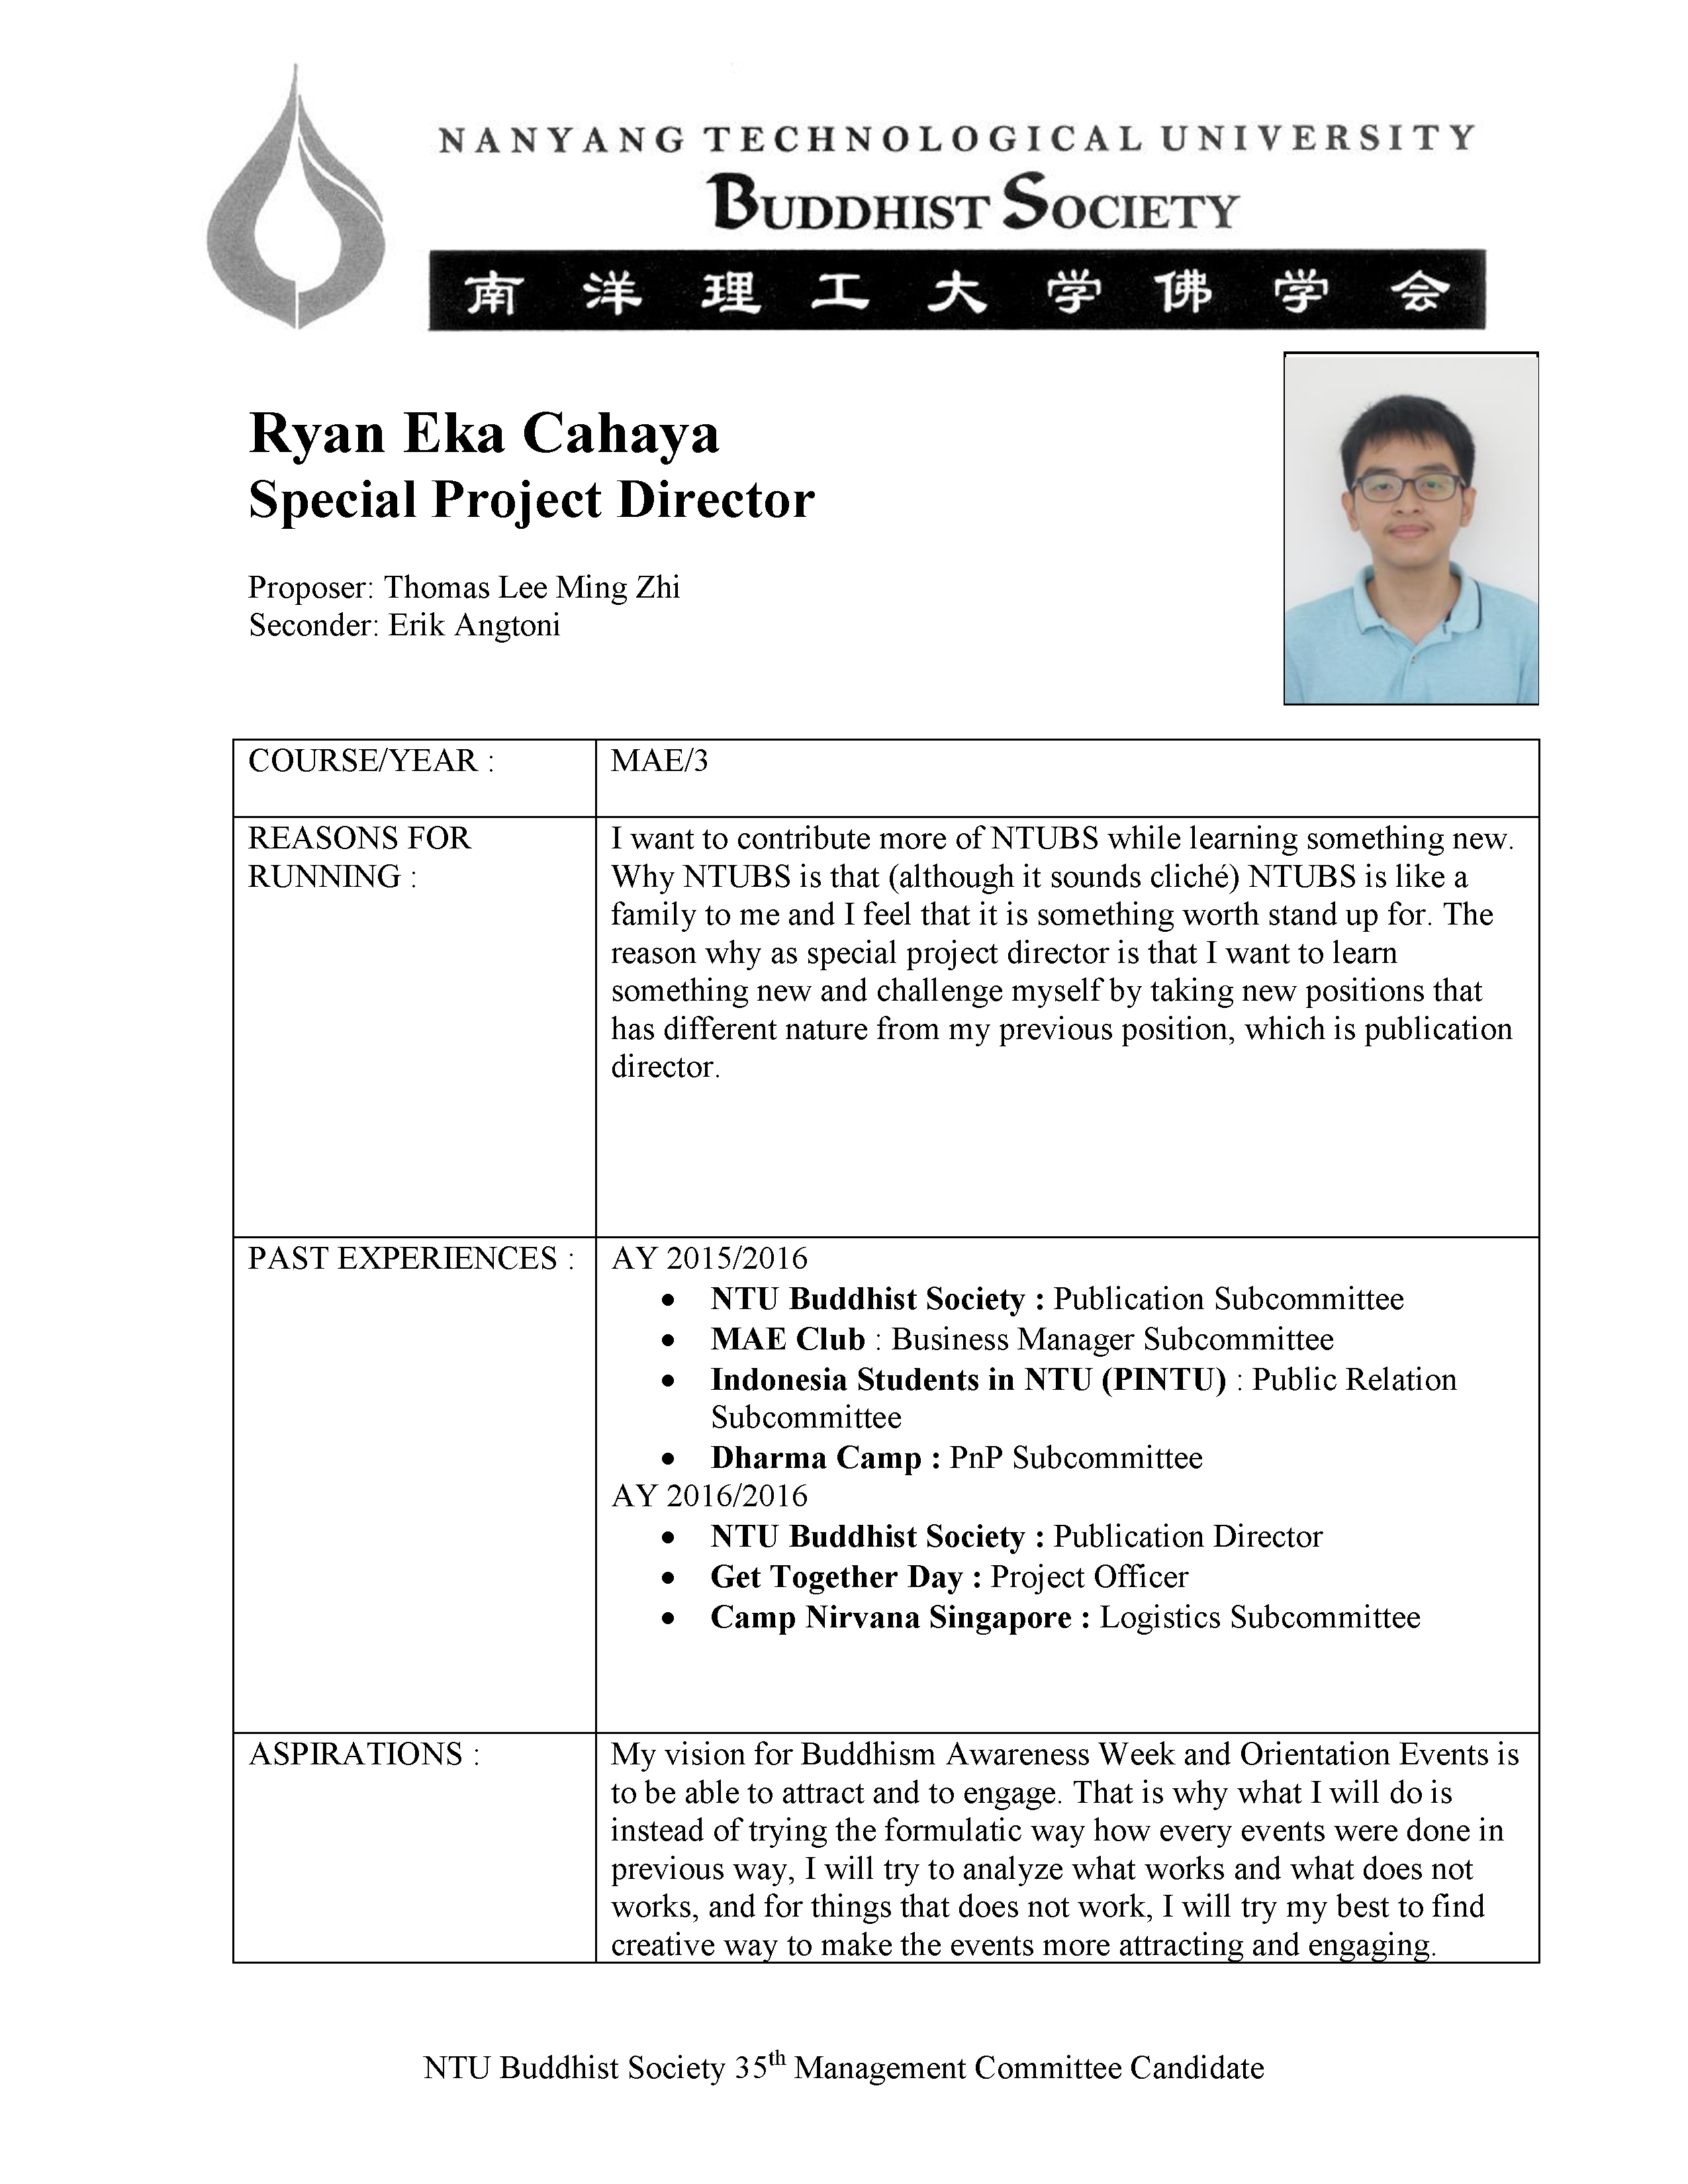 NANYANG TECHNOLOGICAL UNIVERSITY
BUDDHIST SOCIETY
南洋理工大学佛学会
Ryan Eka Cahaya
Special Project Director
Proposer: Thomas Lee Ming Zhi
Seconder: Erik Angtoni
COURSE/YEAR :
MAE/3
REASONS FOR
RUNNING :
I want to contribute more of NTUBS while learning something new.
Why NTUBS is that (although it sounds cliché) NTUBS is like a
family to me and I feel that it is something worth stand up for. The
reason why as special project director is that I want to learn
something new and challenge myself by taking new positions that
has different nature from my previous position, which is publication
director.
PAST EXPERIENCES :
AY 2015/2016
• NTU Buddhist Society : Publication Subcommittee
• MAE Club : Business Manager Subcommittee
• Indonesia Students in NTU (PINTU) : Public Relation
Subcommittee
• Dharma Camp : PnP Subcommittee
AY 2016/2016
• NTU Buddhist Society : Publication Director
• Get Together Day : Project Officer
• Camp Nirvana Singapore : Logistics Subcommittee
ASPIRATIONS :
My vision for Buddhism Awareness Week and Orientation Events is
to be able to attract and to engage. That is why what I will do is
instead of trying the formulatic way how every events were done in
previous way, I will try to analyze what works and what does not
works, and for things that does not work, I will try my best to find
creative way to make the events more attracting and engaging.
NTU Buddhist Society 35th Management Committee Candidate